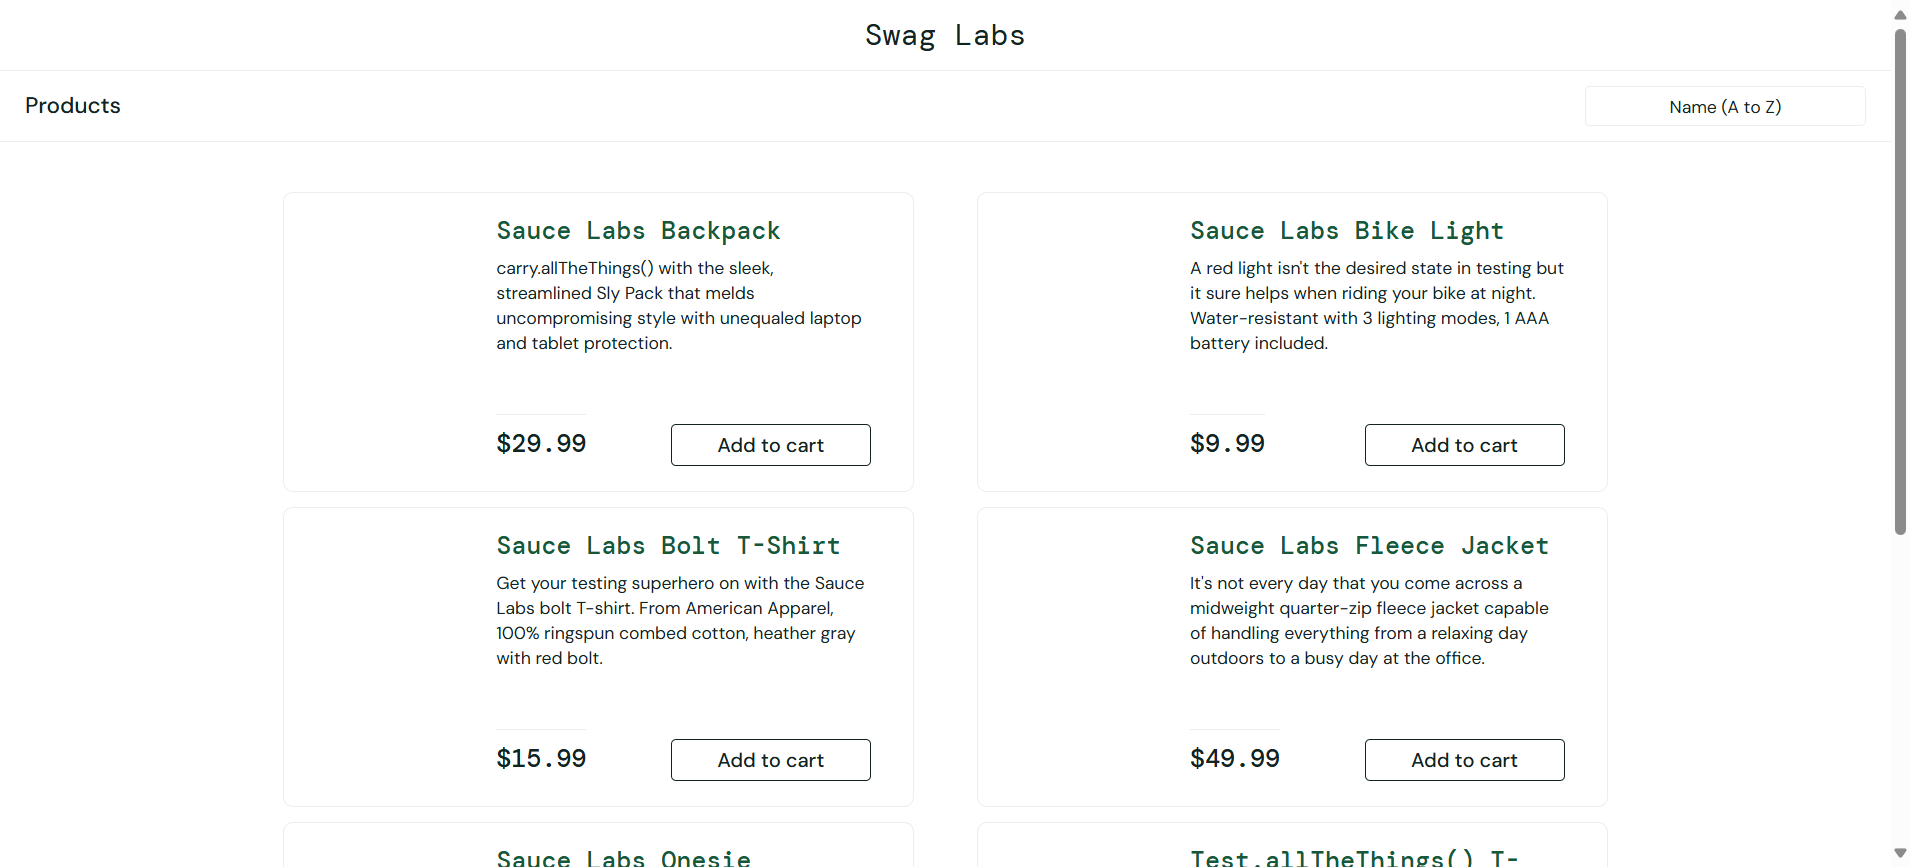 Swag Labs
Products
Name (A to Z)
Sauce Labs Backpack
carry.allTheThings() with the sleek,
streamlined Sly Pack that melds
uncompromising style with unequaled laptop
and tablet protection.
$29.99
Add to cart
Sauce Labs Bike Light
A red light isn't the desired state in testing but
it sure helps when riding your bike at night.
Water-resistant with 3 lighting modes, 1 AAA
battery included.
$9.99
Add to cart
Sauce Labs Bolt T-Shirt
Get your testing superhero on with the Sauce
Labs bolt T-shirt. From American Apparel,
100% ringspun combed cotton, heather gray
with red bolt.
$15.99
Add to cart
Sauce Labs Fleece Jacket
It's not every day that you come across a
midweight quarter-zip fleece jacket capable
of handling everything from a relaxing day
outdoors to a busy day at the office.
$49.99
Add to cart
Sauce Labs Onesie
Test.allTheThings() T-